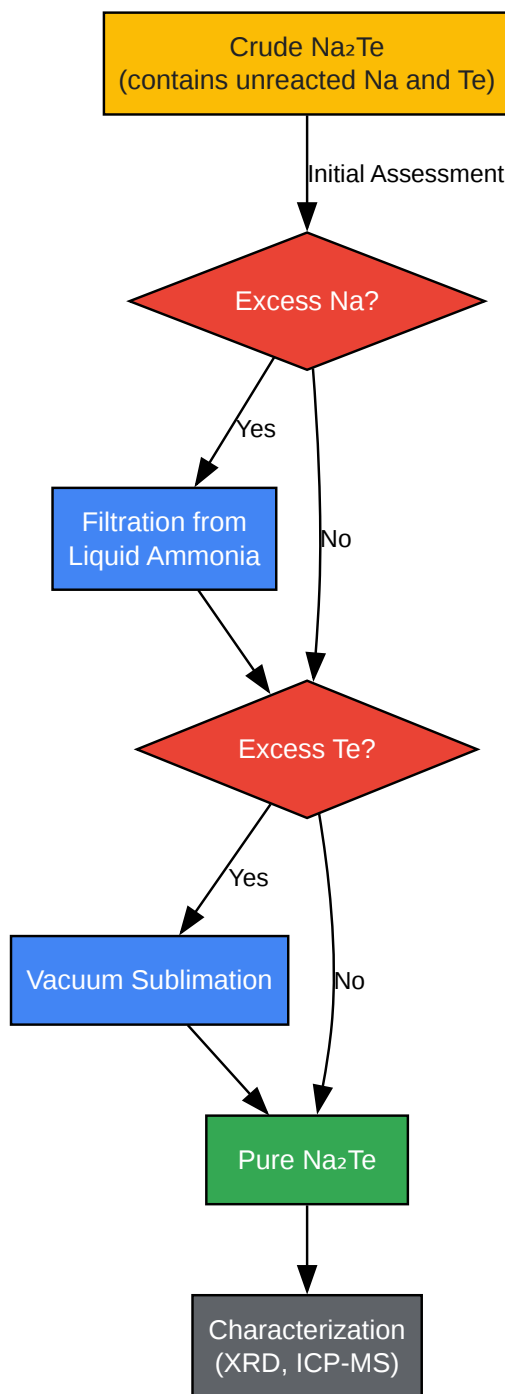 Crude Na₂Te
(contains unreacted Na and Te)
Initial Assessment
Excess Na?
Yes
Filtration from
Liquid Ammonia
No
Excess Te?
Yes
Vacuum Sublimation
No
Pure Na₂Te
Characterization
(XRD, ICP-MS)